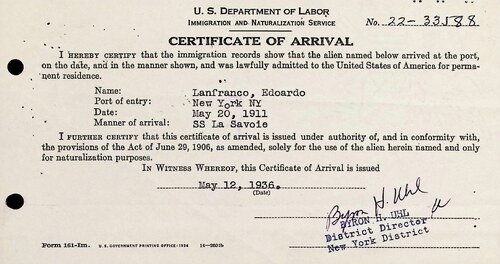 U. S. DEPARTMENT OF LABOR
IMMIGRATION AND NATURALIZATION SERVICE
No. 22-33588
CERTIFICATE OF ARRIVAL
I HEREBY CERTIFY that the immigration records show that the alien named below arrived at the port,
on the date, and in the manner shown, and was lawfully admitted to the United States of America for perma-
nent residence.
Name: Lanfranco, Edoardo
Port of entry: New York NY
Date: May 20, 1911
Manner of arrival: SS La Savoie
I FURTHER CERTIFY that this certificate of arrival is issued under authority of, and in conformity with,
the provisions of the Act of June 29, 1906, as amended, solely for the use of the alien herein named and only
for naturalization purposes.
IN WITNESS WHEREOF, this Certificate of Arrival is issued
May 12, 1936.
(Date)
Byron H. Uhl
BYRON H. UHL
District Director
New York District
Form 161-Im. U. S. GOVERNMENT PRINTING OFFICE: 1934